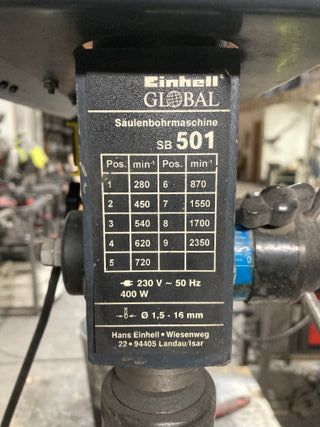 Einhell
GLOBAL
Säulenbohrmaschine
SB 501
Pos. min⁻¹ Pos. min⁻¹
1 280 6 870
2 450 7 1550
3 540 8 1700
4 620 9 2350
5 720
230 V ~ 50 Hz
400 W
Ø 1,5 - 16 mm
Hans Einhell • Wiesenweg
22 • 94405 Landau/Isar